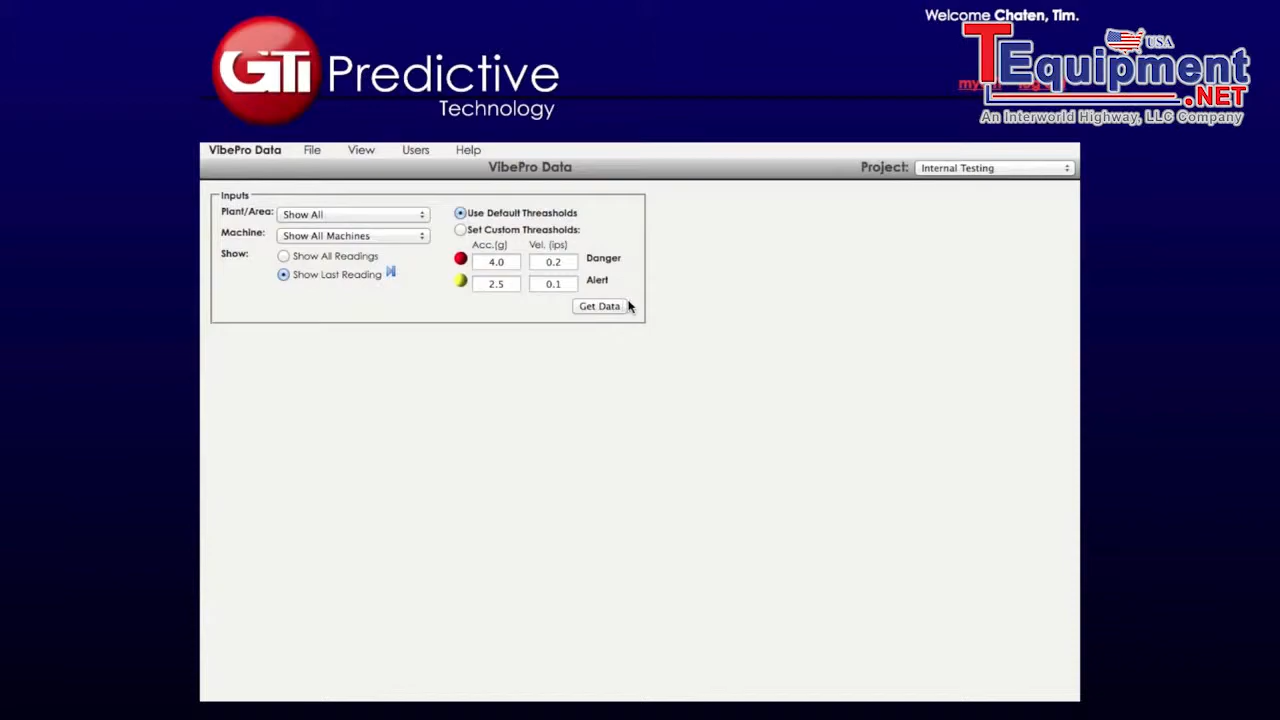 Welcome Chaten, Tim.
GTi Predictive
Technology
USA
TEquipment
.NET
An Interworld Highway, LLC Company
VibePro Data File View Users Help
VibePro Data Project: Internal Testing
Inputs
Plant/Area: Show All
Machine: Show All Machines
Show: Show All Readings
Show Last Reading
Use Default Thresholds
Set Custom Thresholds:
Acc.(g) Vel. (ips)
4.0 0.2 Danger
2.5 0.1 Alert
Get Data